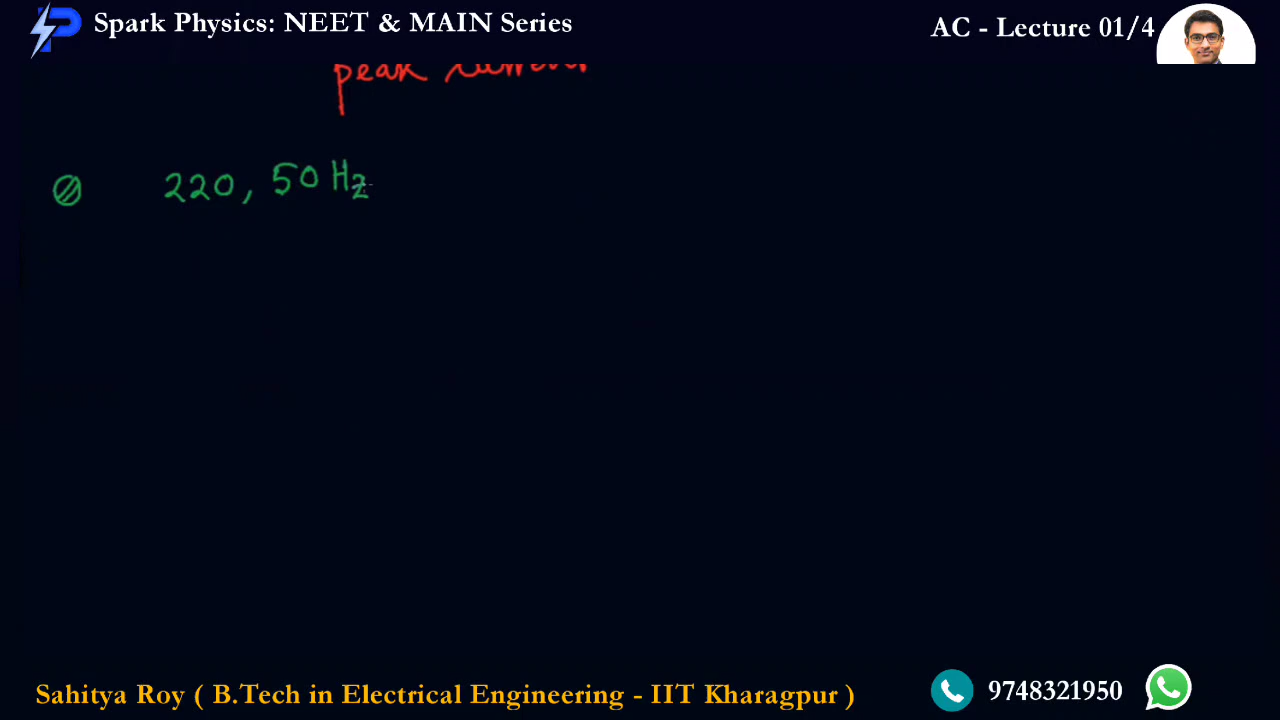 Spark Physics: NEET & MAIN Series
AC - Lecture 01/4
peak
220, 50 Hz
Sahitya Roy ( B.Tech in Electrical Engineering - IIT Kharagpur )
9748321950